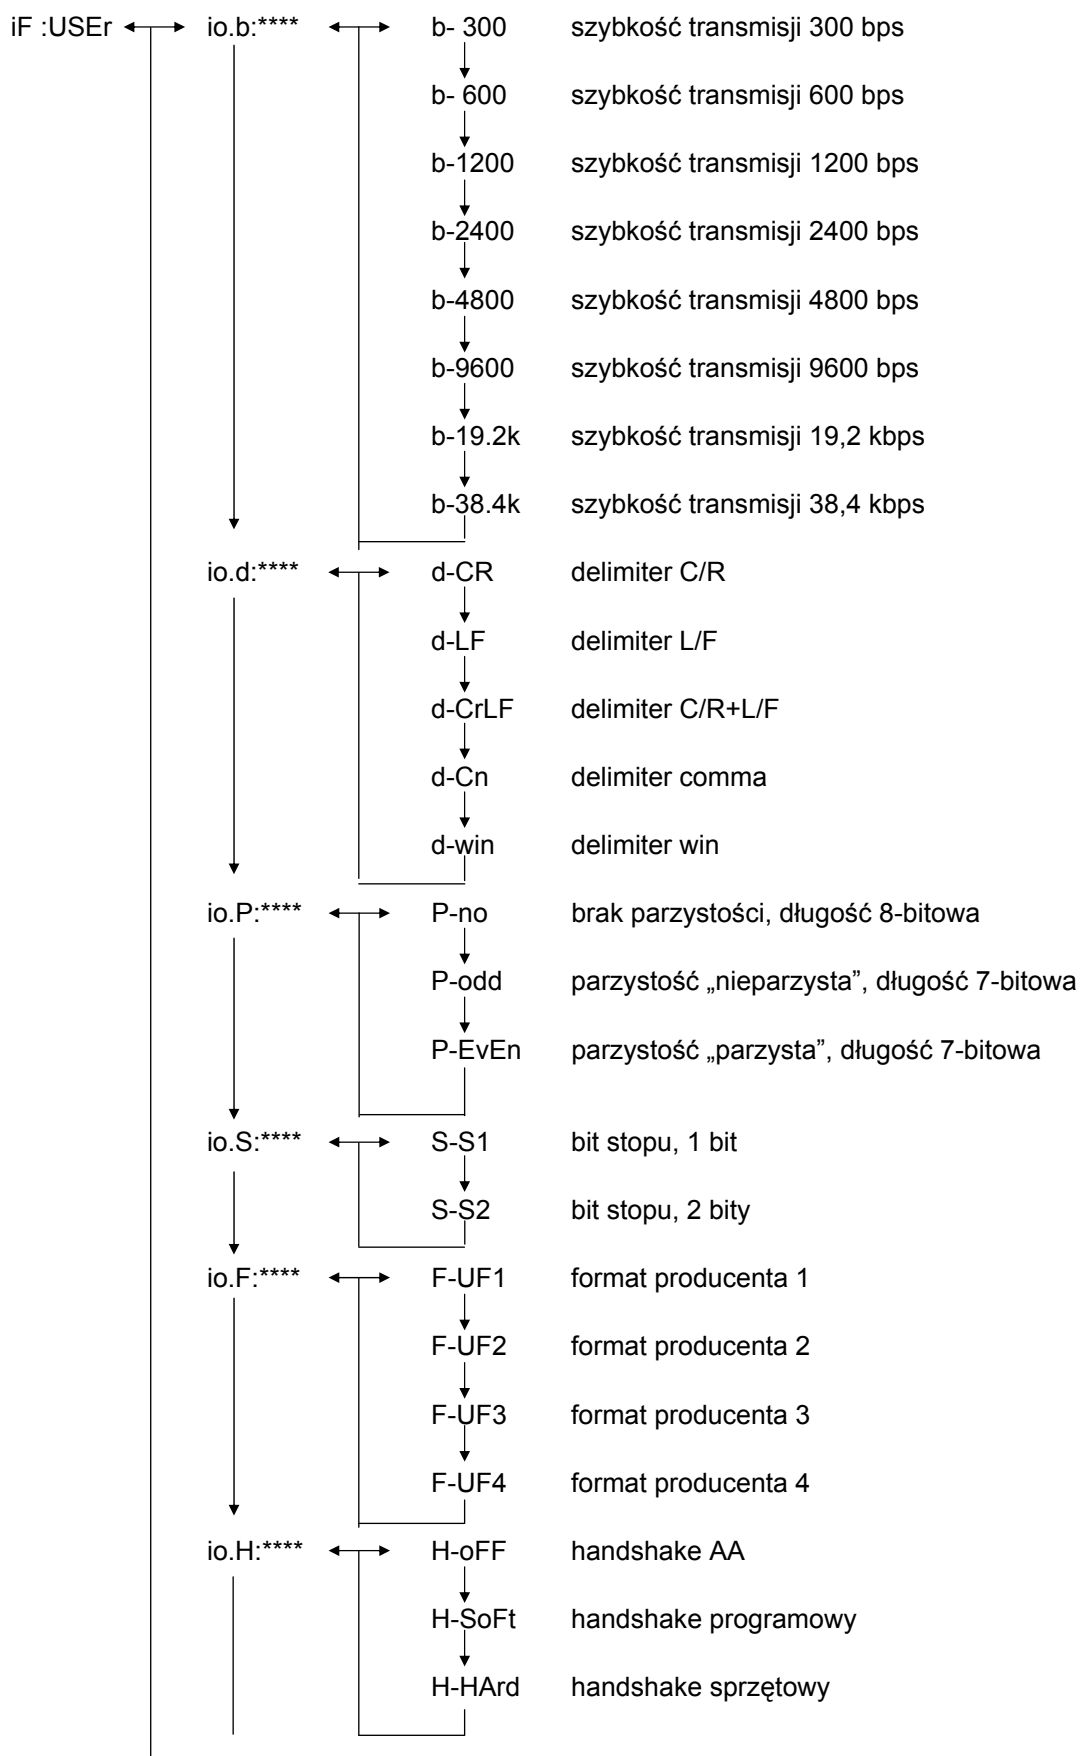 iF :USEr io.b:**** b- 300 szybkość transmisji 300 bps
b- 600 szybkość transmisji 600 bps
b-1200 szybkość transmisji 1200 bps
b-2400 szybkość transmisji 2400 bps
b-4800 szybkość transmisji 4800 bps
b-9600 szybkość transmisji 9600 bps
b-19.2k szybkość transmisji 19,2 kbps
b-38.4k szybkość transmisji 38,4 kbps
io.d:**** d-CR delimiter C/R
d-LF delimiter L/F
d-CrLF delimiter C/R+L/F
d-Cn delimiter comma
d-win delimiter win
io.P:**** P-no brak parzystości, długość 8-bitowa
P-odd parzystość „nieparzysta”, długość 7-bitowa
P-EvEn parzystość „parzysta”, długość 7-bitowa
io.S:**** S-S1 bit stopu, 1 bit
S-S2 bit stopu, 2 bity
io.F:**** F-UF1 format producenta 1
F-UF2 format producenta 2
F-UF3 format producenta 3
F-UF4 format producenta 4
io.H:**** H-oFF handshake AA
H-SoFt handshake programowy
H-HArd handshake sprzętowy